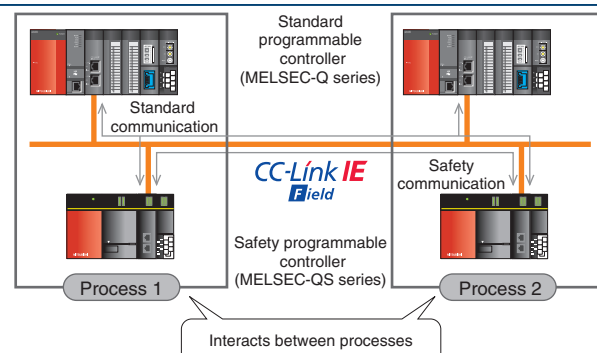 Standard
programmable
controller
(MELSEC-Q series)
Standard
communication
CC-Link IE
Field
Safety
communication
Safety programmable
controller
(MELSEC-QS series)
Process 1
Process 2
Interacts between processes